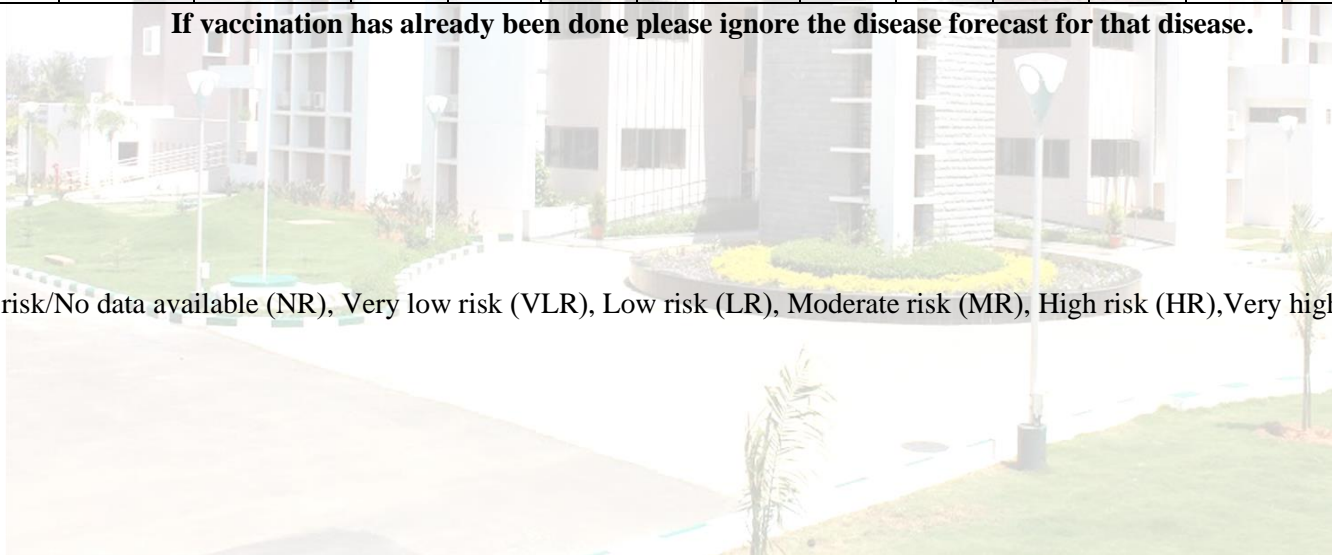 If vaccination has already been done please ignore the disease forecast for that disease.
risk/No data available (NR), Very low risk (VLR), Low risk (LR), Moderate risk (MR), High risk (HR),Very high